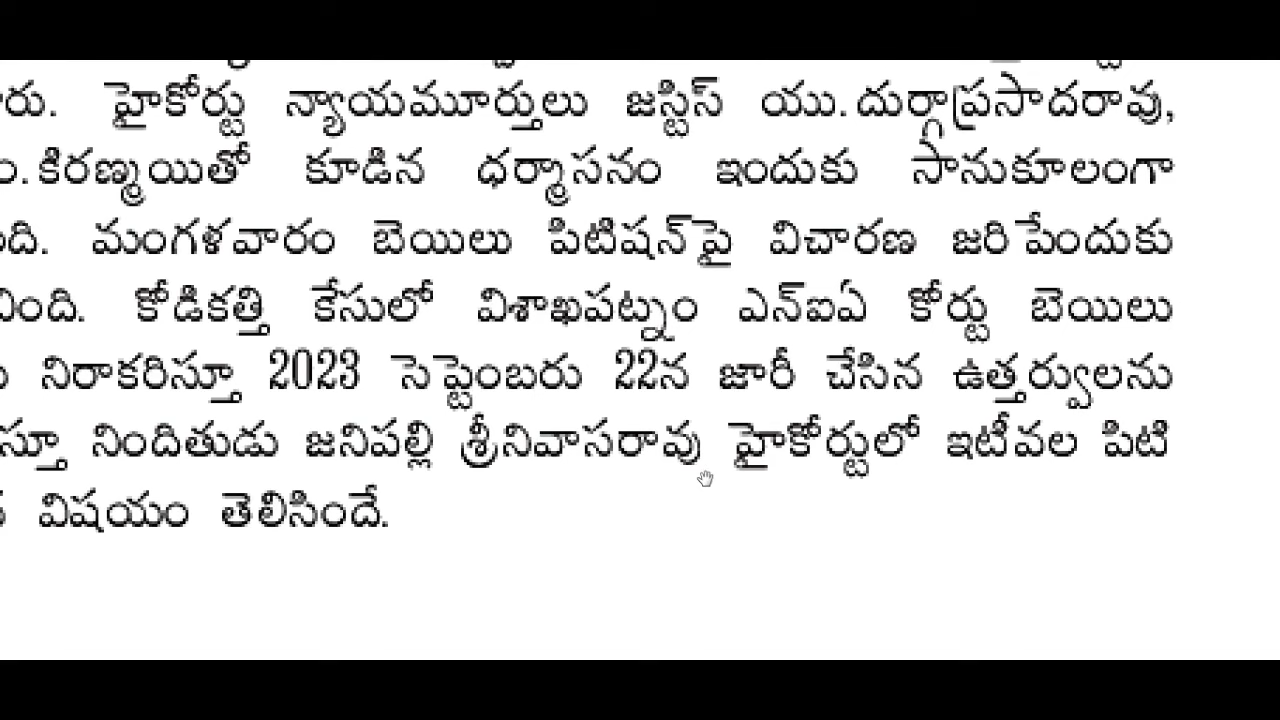 రు. హైకోర్టు న్యాయమూర్తులు జస్టిస్ యు.దుర్గాప్రసాదరావు,
కిరణ్మయితో కూడిన ధర్మాసనం ఇందుకు సానుకూలంగా
ది. మంగళవారం బెయిలు పిటిషన్‌పై విచారణ జరిపేందుకు
ంది. కోడికత్తి కేసులో విశాఖపట్నం ఎన్ఐఏ కోర్టు బెయిలు
నిరాకరిస్తూ 2023 సెప్టెంబరు 22న జారీ చేసిన ఉత్తర్వులను
స్తూ నిందితుడు జనిపల్లి శ్రీనివాసరావు హైకోర్టులో ఇటీవల పిటి
విషయం తెలిసిందే.